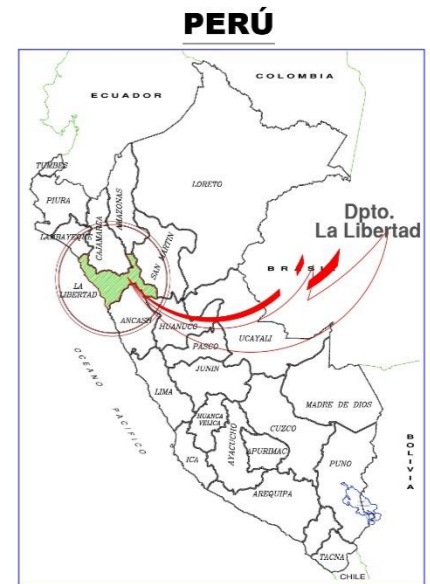 PERÚ
COLOMBIA
ECUADOR
TUMBES
PIURA
LORETO
AMAZONAS
CAJAMARCA
LAMBAYEQUE
SAN MARTIN
Dpto.
La Libertad
BRASIL
LA
LIBERTAD
ANCASH
HUANUCO
PASCO
UCAYALI
OCEANO PACIFICO
JUNIN
LIMA
MADRE DE DIOS
HUANCA
VELICA
CUZCO
AYACUCHO
APURIMAC
ICA
PUNO
BOLIVIA
AREQUIPA
TACNA
CHILE